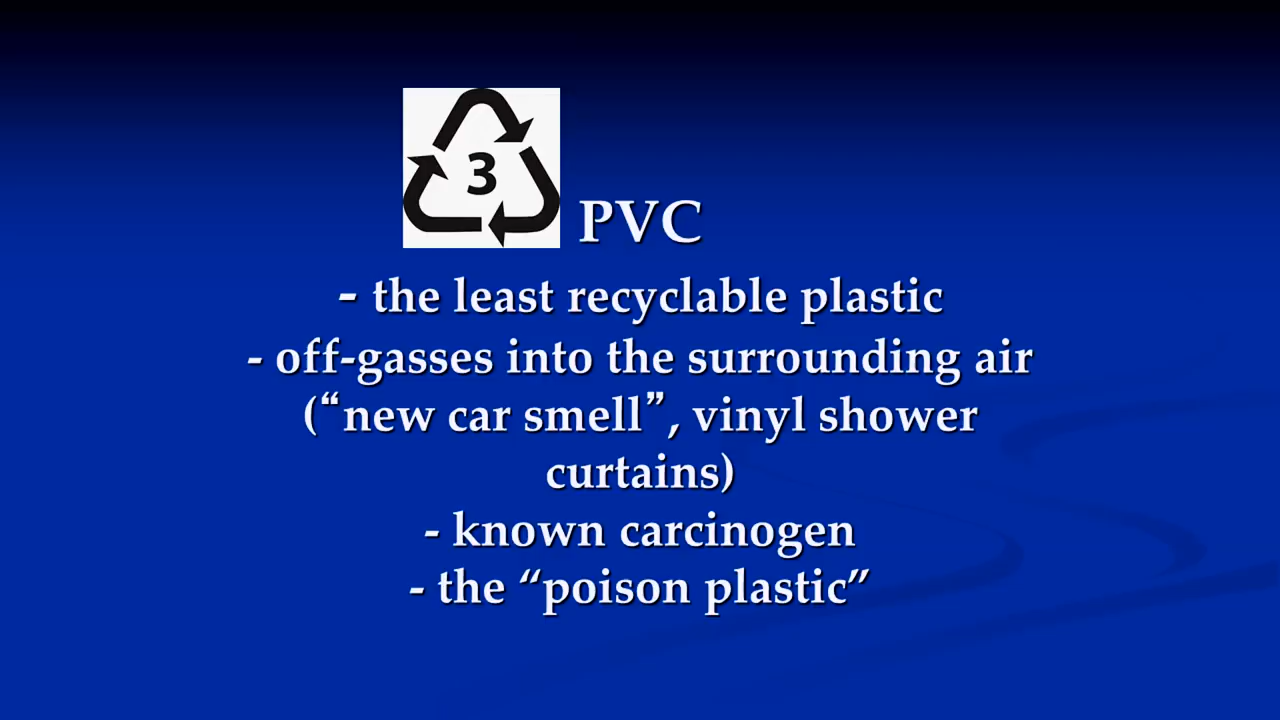 3
PVC
- the least recyclable plastic
- off-gasses into the surrounding air
(“new car smell”, vinyl shower
curtains)
- known carcinogen
- the “poison plastic”